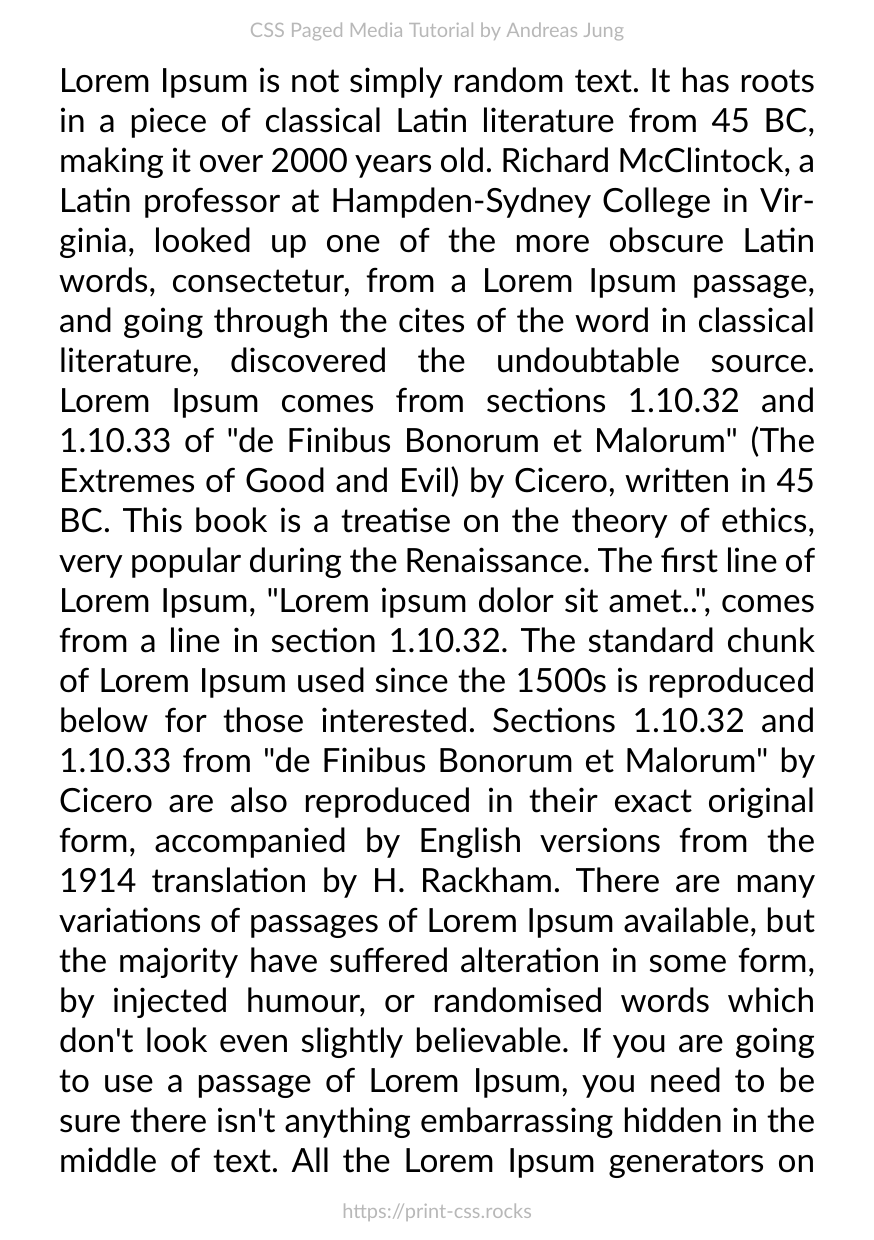 CSS Paged Media Tutorial by Andreas Jung
Lorem Ipsum is not simply random text. It has roots
in a piece of classical Latin literature from 45 BC,
making it over 2000 years old. Richard McClintock, a
Latin professor at Hampden-Sydney College in Vir-
ginia, looked up one of the more obscure Latin
words, consectetur, from a Lorem Ipsum passage,
and going through the cites of the word in classical
literature, discovered the undoubtable source.
Lorem Ipsum comes from sections 1.10.32 and
1.10.33 of "de Finibus Bonorum et Malorum" (The
Extremes of Good and Evil) by Cicero, written in 45
BC. This book is a treatise on the theory of ethics,
very popular during the Renaissance. The first line of
Lorem Ipsum, "Lorem ipsum dolor sit amet..", comes
from a line in section 1.10.32. The standard chunk
of Lorem Ipsum used since the 1500s is reproduced
below for those interested. Sections 1.10.32 and
1.10.33 from "de Finibus Bonorum et Malorum" by
Cicero are also reproduced in their exact original
form, accompanied by English versions from the
1914 translation by H. Rackham. There are many
variations of passages of Lorem Ipsum available, but
the majority have suffered alteration in some form,
by injected humour, or randomised words which
don't look even slightly believable. If you are going
to use a passage of Lorem Ipsum, you need to be
sure there isn't anything embarrassing hidden in the
middle of text. All the Lorem Ipsum generators on
https://print-css.rocks